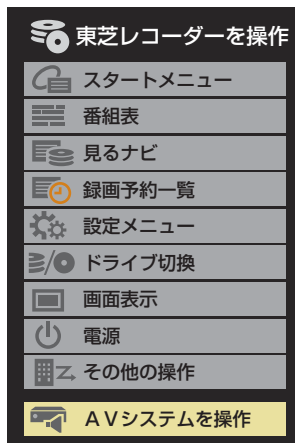 東芝レコーダーを操作
スタートメニュー
番組表
見るナビ
録画予約一覧
設定メニュー
ドライブ切換
画面表示
電源
その他の操作
AVシステムを操作